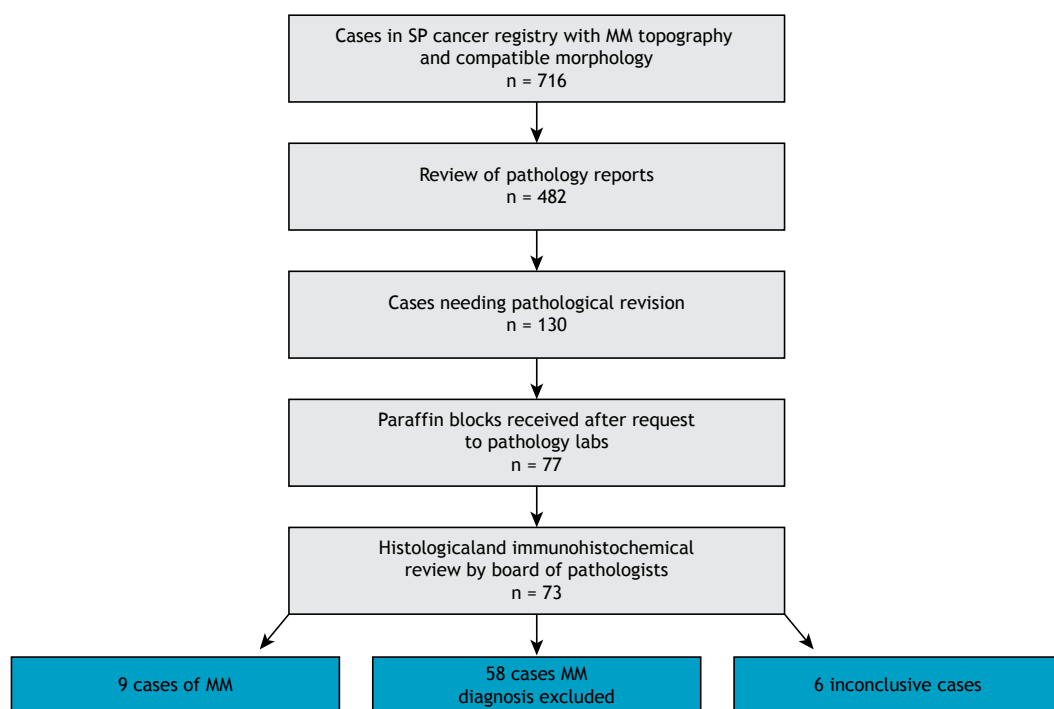 Cases in SP cancer registry with MM topography
and compatible morphology
n = 716
Review of pathology reports
n = 482
Cases needing pathological revision
n = 130
Paraffin blocks received after request
to pathology labs
n = 77
Histologicaland immunohistochemical
review by board of pathologists
n = 73
9 cases of MM
58 cases MM
diagnosis excluded
6 inconclusive cases